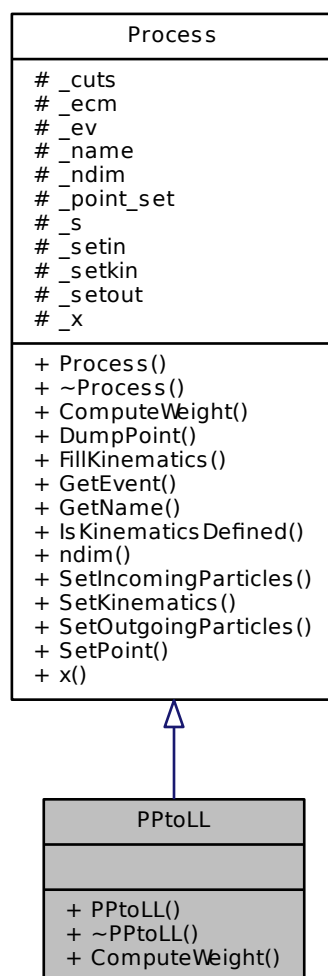 Process
# _cuts
# _ecm
# _ev
# _name
# _ndim
# _point_set
# _s
# _setin
# _setkin
# _setout
# _x
+ Process()
+ ~Process()
+ ComputeWeight()
+ DumpPoint()
+ FillKinematics()
+ GetEvent()
+ GetName()
+ IsKinematicsDefined()
+ ndim()
+ SetIncomingParticles()
+ SetKinematics()
+ SetOutgoingParticles()
+ SetPoint()
+ x()
PPtoLL
+ PPtoLL()
+ ~PPtoLL()
+ ComputeWeight()